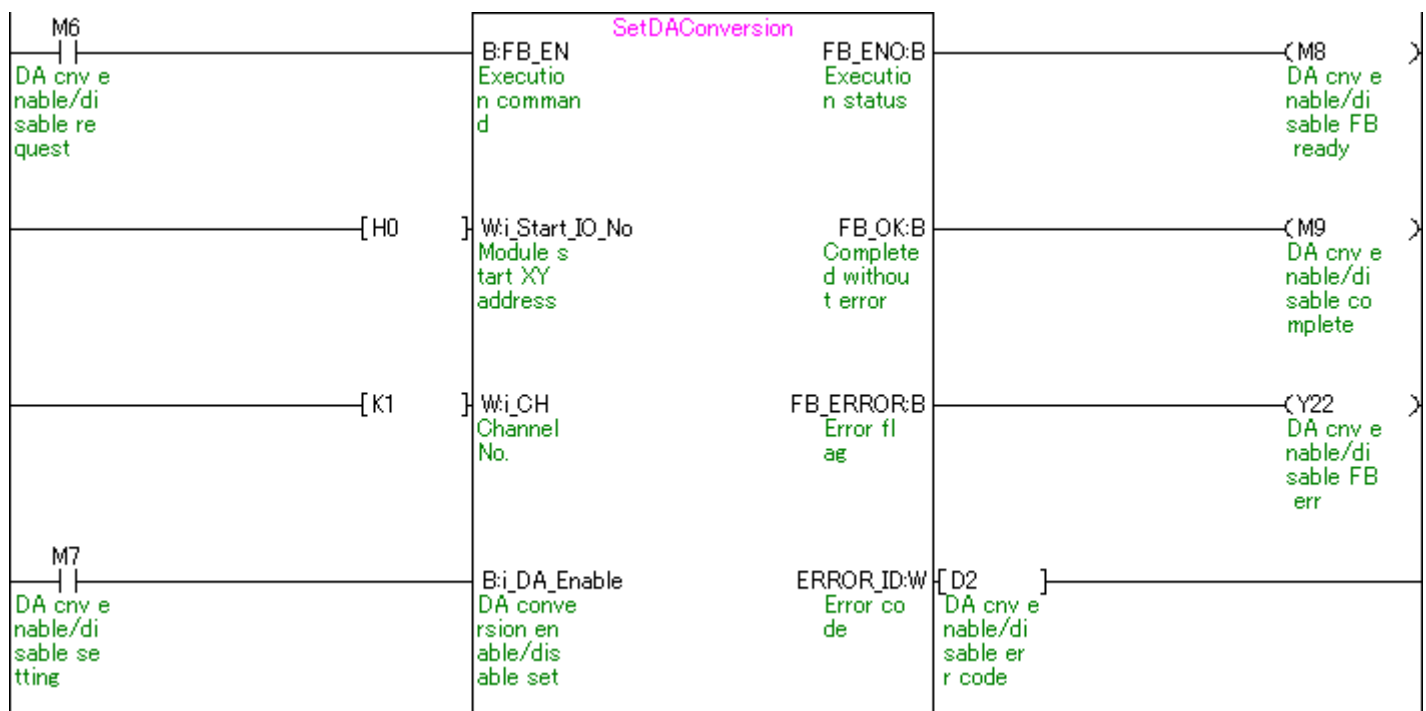 M6
SetDAConversion
B:FB_EN
FB_ENO:B
M8
DA cnv e
nable/di
sable re
quest
Executio
n comman
d
Executio
n status
DA cnv e
nable/di
sable FB
ready
H0
W:i_Start_IO_No
FB_OK:B
M9
Module s
tart XY
address
Complete
d withou
t error
DA cnv e
nable/di
sable co
mplete
K1
W:i_CH
FB_ERROR:B
Y22
Channel
No.
Error fl
ag
DA cnv e
nable/di
sable FB
err
M7
B:i_DA_Enable
ERROR_ID:W
D2
DA cnv e
nable/di
sable se
tting
DA conve
rsion en
able/dis
able set
Error co
de
DA cnv e
nable/di
sable er
r code